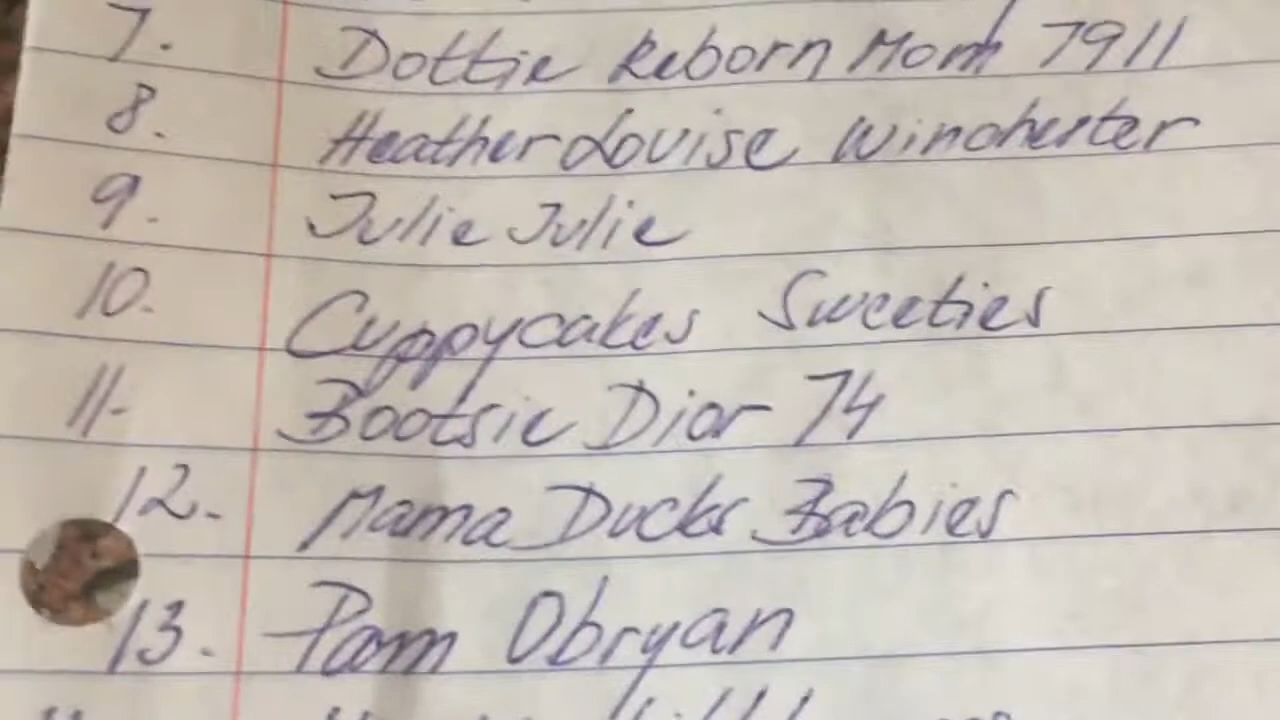 7. Dottie Reborn Mom 7911
8. Heather Louise Winchester
9. Julie Julie
10. Cuppycakes Sweeties
11. Bootsie Dior 74
12. Mama Ducks Babies
13. Pam Obryan